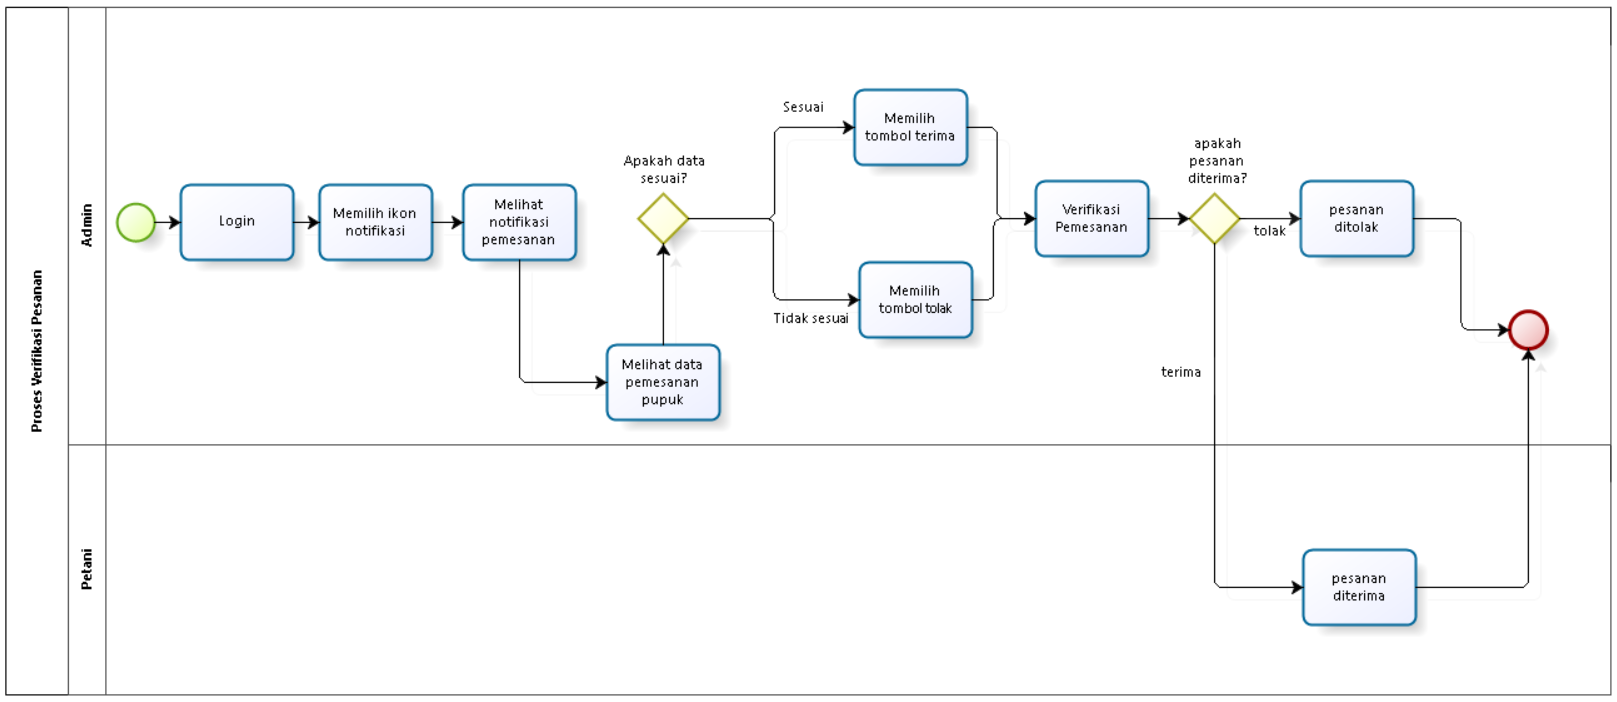 Proses Verifikasi Pesanan
Admin
Login
Memilih ikon
notifikasi
Melihat
notifikasi
pemesanan
Melihat data
pemesanan
pupuk
Apakah data
sesuai?
Sesuai
Memilih
tombol terima
Tidak sesuai
Memilih
tombol tolak
Verifikasi
Pemesanan
apakah
pesanan
diterima?
tolak
pesanan
ditolak
terima
Petani
pesanan
diterima